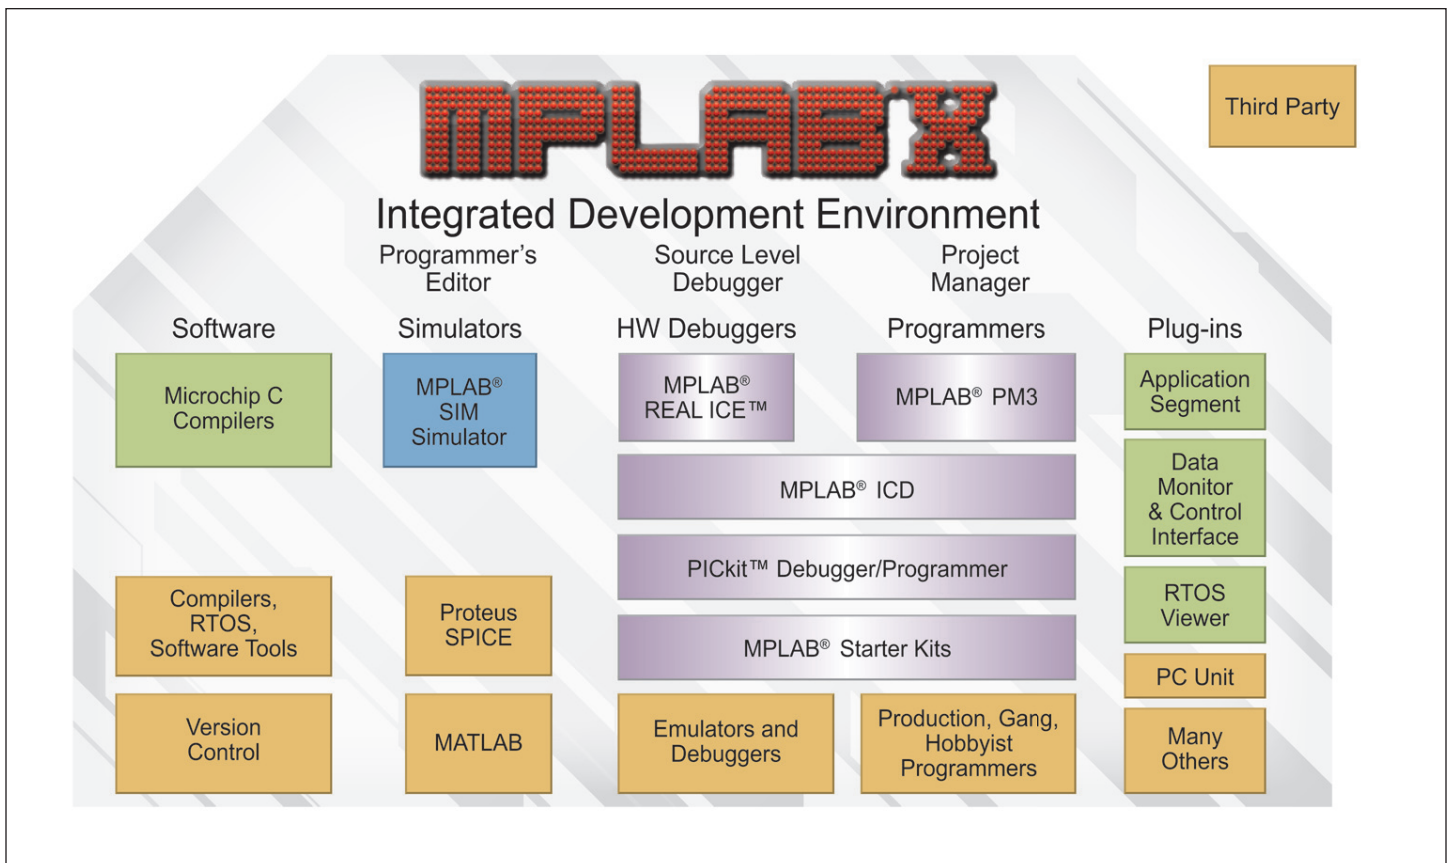 MPLAB X
Third Party
Integrated Development Environment
Programmer's
Editor
Source Level
Debugger
Project
Manager
Software
Simulators
HW Debuggers
Programmers
Plug-ins
Microchip C
Compilers
MPLAB®
SIM
Simulator
MPLAB®
REAL ICE™
MPLAB® PM3
Application
Segment
MPLAB® ICD
Data
Monitor
& Control
Interface
PICkit™ Debugger/Programmer
Compilers,
RTOS,
Software Tools
Proteus
SPICE
MPLAB® Starter Kits
RTOS
Viewer
PC Unit
Version
Control
MATLAB
Emulators and
Debuggers
Production, Gang,
Hobbyist
Programmers
Many
Others